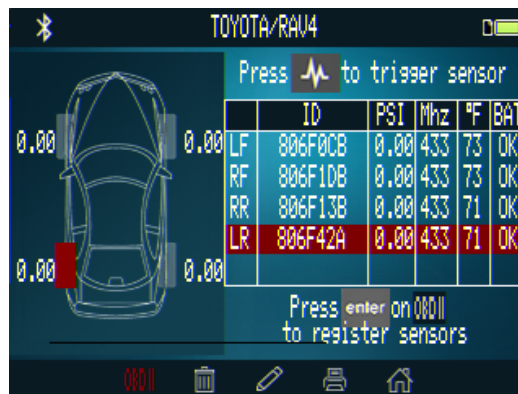 TOYOTA/RAV4
Press to trigger sensor
ID PSI Mhz °F BAT
0.00 0.00 LF 806F0CB 0.00 433 73 OK
RF 806F1DB 0.00 433 73 OK
RR 806F13B 0.00 433 71 OK
LR 806F42A 0.00 433 71 OK
0.00 0.00
Press enter on OBDII
to register sensors
OBDII